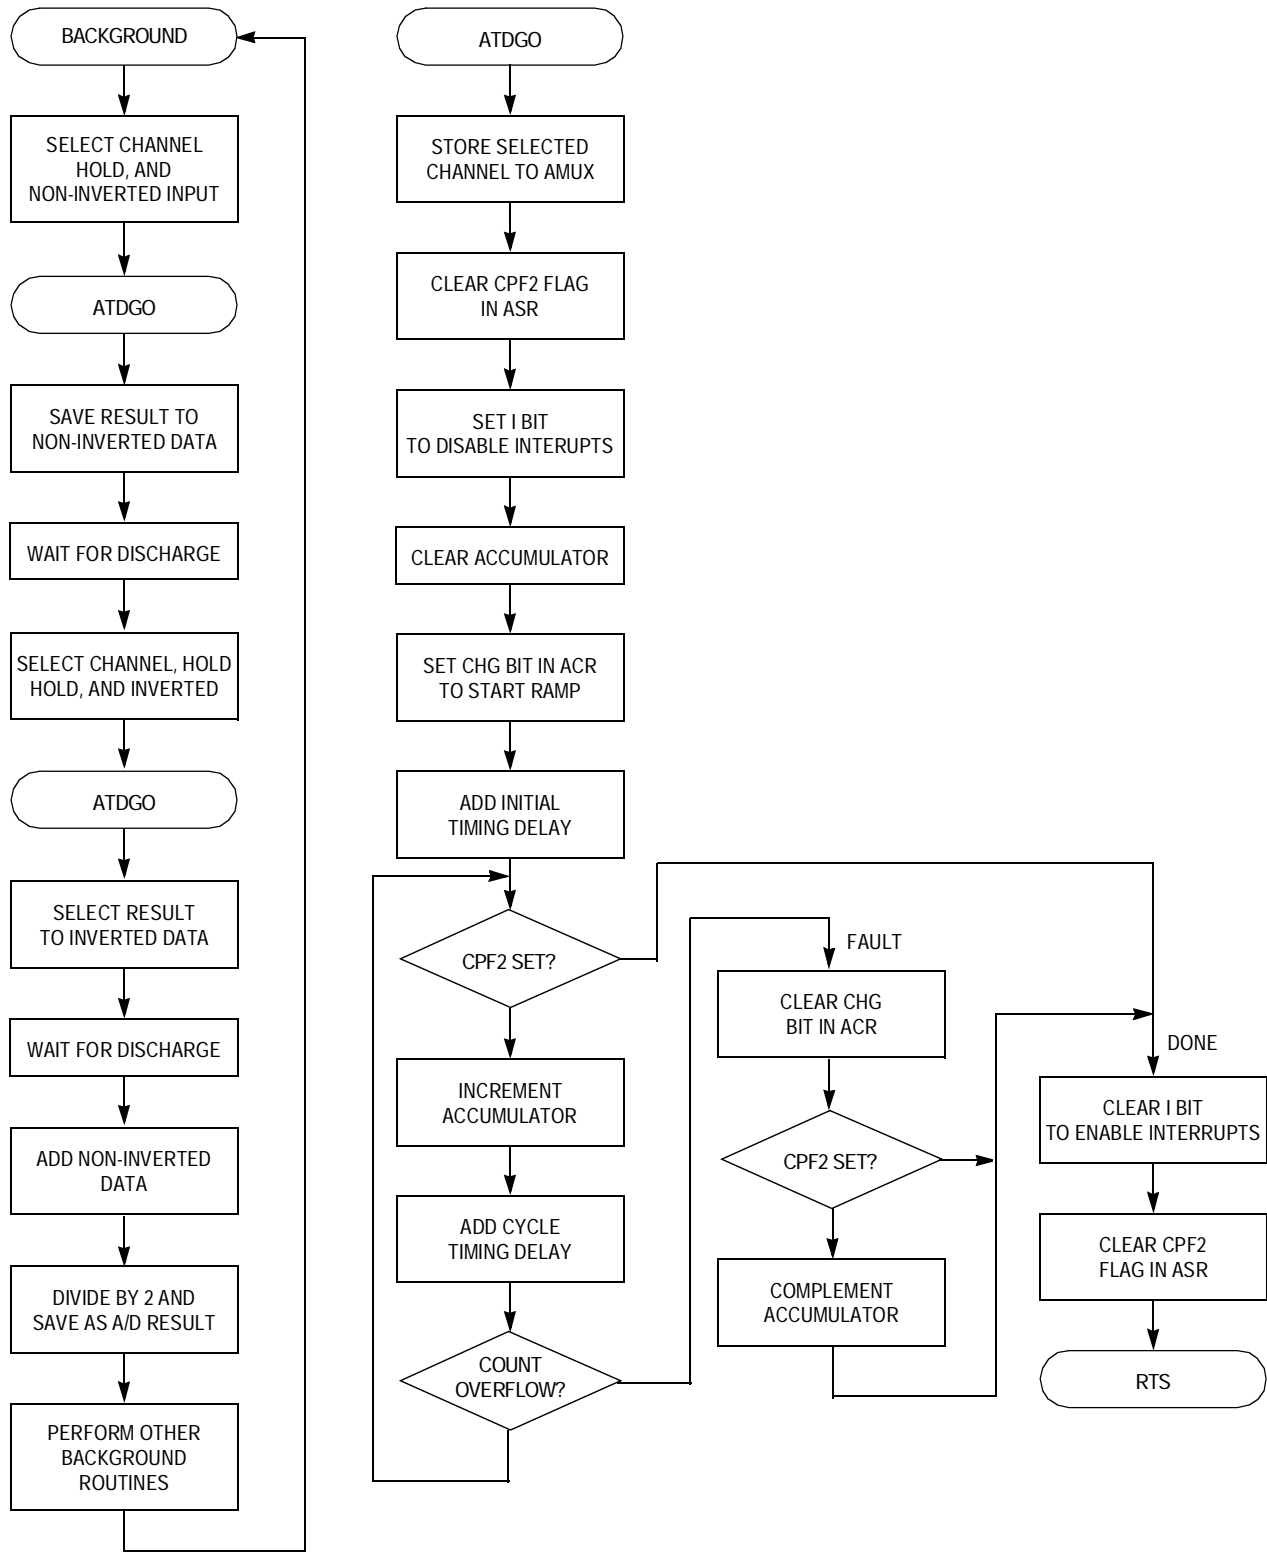 BACKGROUND
SELECT CHANNEL
HOLD, AND
NON-INVERTED INPUT
ATDGO
SAVE RESULT TO
NON-INVERTED DATA
WAIT FOR DISCHARGE
SELECT CHANNEL, HOLD
HOLD, AND INVERTED
ATDGO
SELECT RESULT
TO INVERTED DATA
WAIT FOR DISCHARGE
ADD NON-INVERTED
DATA
DIVIDE BY 2 AND
SAVE AS A/D RESULT
PERFORM OTHER
BACKGROUND
ROUTINES
ATDGO
STORE SELECTED
CHANNEL TO AMUX
CLEAR CPF2 FLAG
IN ASR
SET I BIT
TO DISABLE INTERUPTS
CLEAR ACCUMULATOR
SET CHG BIT IN ACR
TO START RAMP
ADD INITIAL
TIMING DELAY
CPF2 SET?
INCREMENT
ACCUMULATOR
ADD CYCLE
TIMING DELAY
COUNT
OVERFLOW?
FAULT
CLEAR CHG
BIT IN ACR
CPF2 SET?
COMPLEMENT
ACCUMULATOR
DONE
CLEAR I BIT
TO ENABLE INTERRUPTS
CLEAR CPF2
FLAG IN ASR
RTS